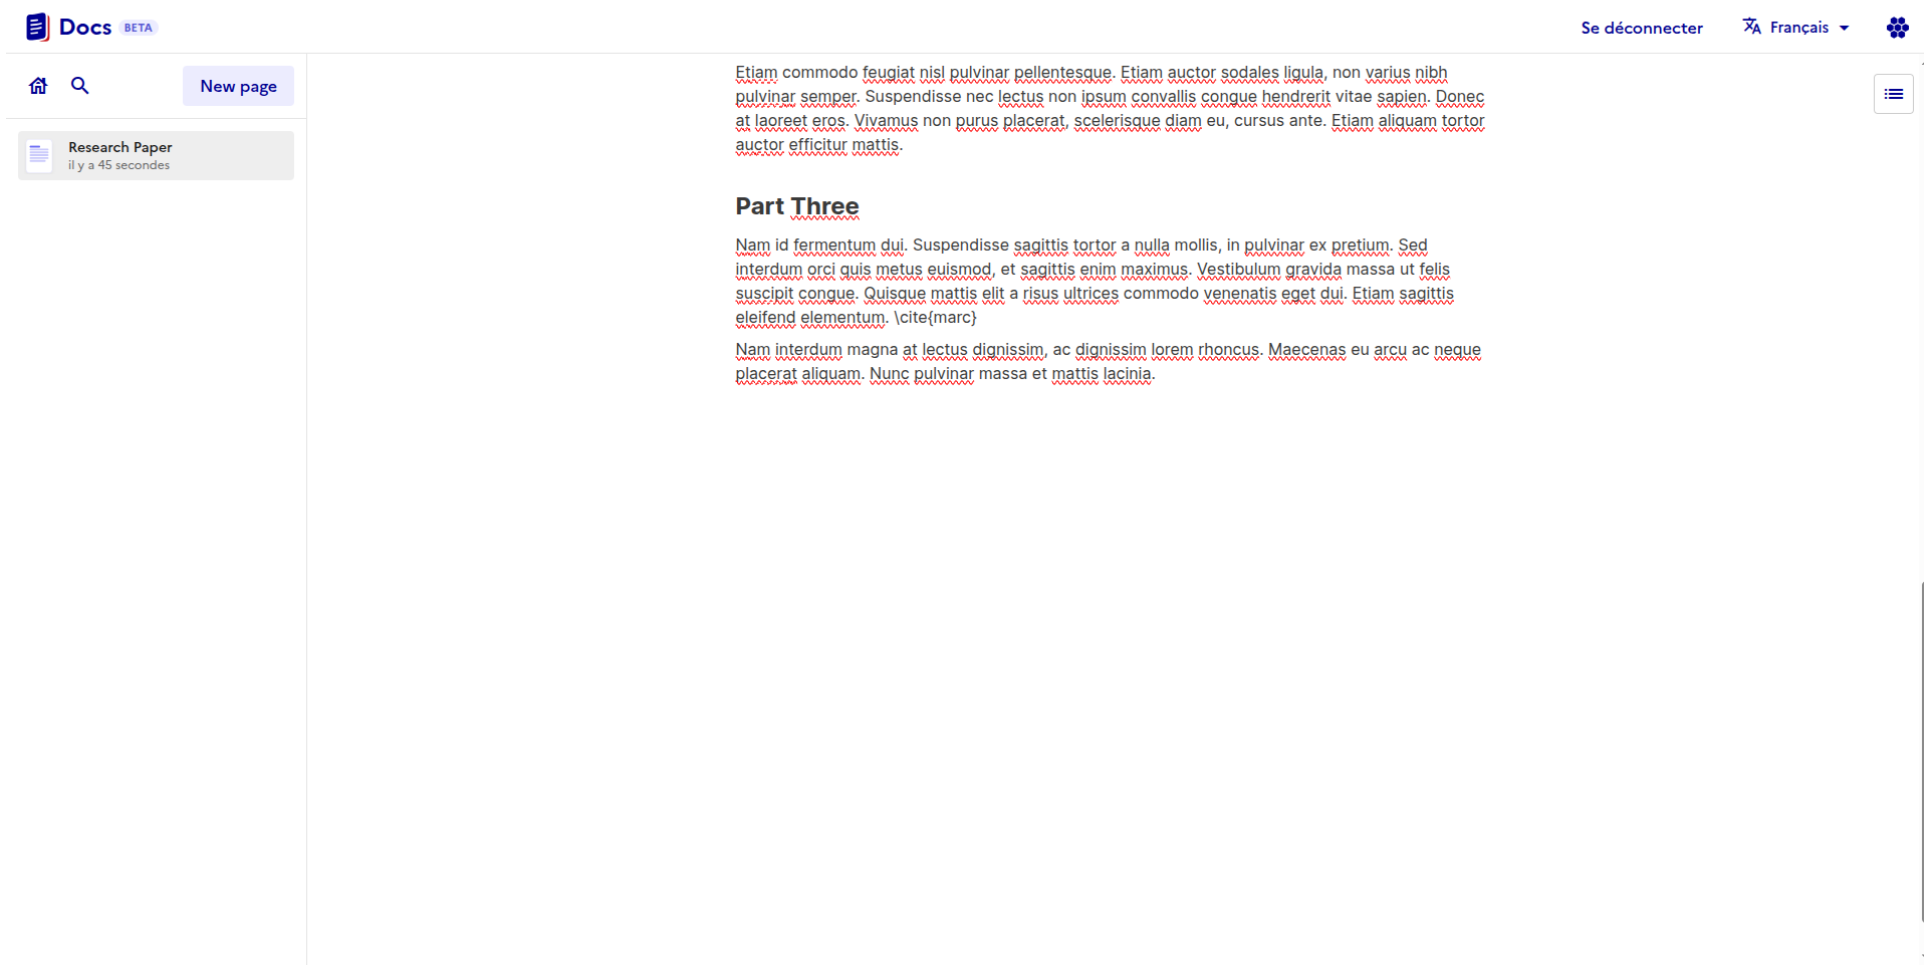 Docs BETA
Se déconnecter
Français
New page
Research Paper
il y a 45 secondes
Etiam commodo feugiat nisl pulvinar pellentesque. Etiam auctor sodales ligula, non varius nibh
pulvinar semper. Suspendisse nec lectus non ipsum convallis congue hendrerit vitae sapien. Donec
at laoreet eros. Vivamus non purus placerat, scelerisque diam eu, cursus ante. Etiam aliquam tortor
auctor efficitur mattis.
Part Three
Nam id fermentum dui. Suspendisse sagittis tortor a nulla mollis, in pulvinar ex pretium. Sed
interdum orci quis metus euismod, et sagittis enim maximus. Vestibulum gravida massa ut felis
suscipit congue. Quisque mattis elit a risus ultrices commodo venenatis eget dui. Etiam sagittis
eleifend elementum. \cite{marc}
Nam interdum magna at lectus dignissim, ac dignissim lorem rhoncus. Maecenas eu arcu ac neque
placerat aliquam. Nunc pulvinar massa et mattis lacinia.